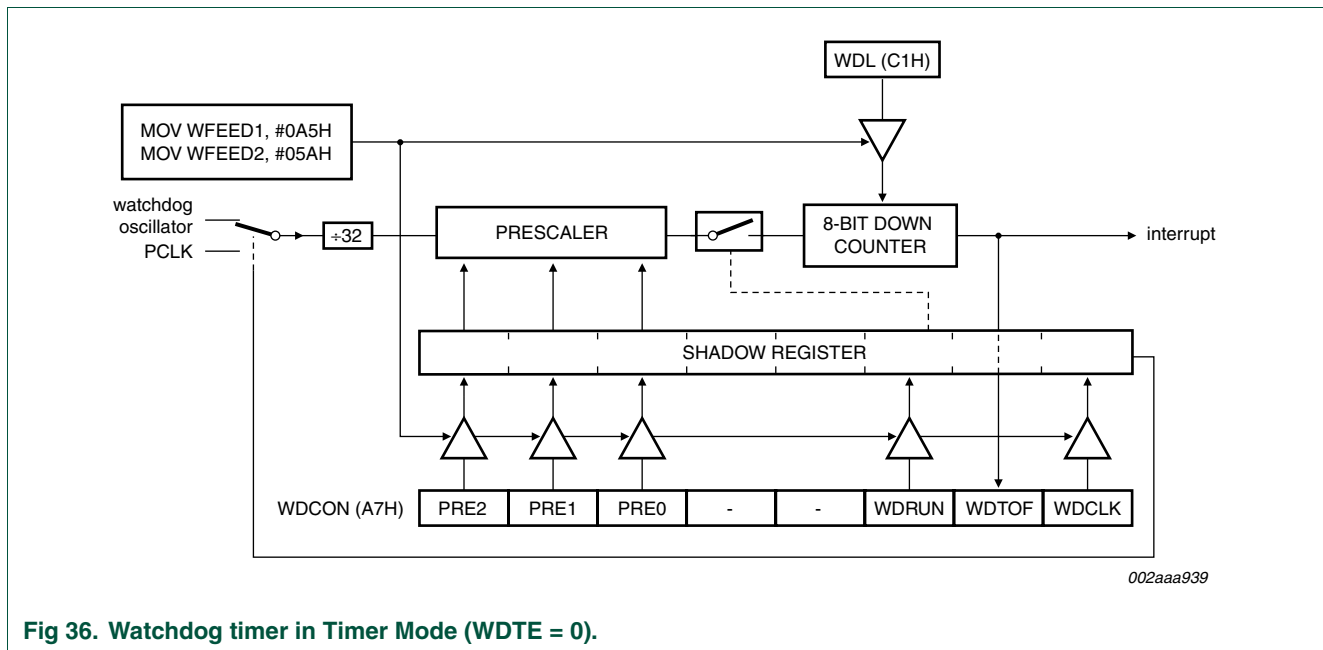 WDL (C1H)
MOV WFEED1, #0A5H
MOV WFEED2, #05AH
watchdog
oscillator
PCLK
÷32
PRESCALER
8-BIT DOWN
COUNTER
interrupt
SHADOW REGISTER
WDCON (A7H)
PRE2
PRE1
PRE0
-
-
WDRUN
WDTOF
WDCLK
002aaa939
Fig 36. Watchdog timer in Timer Mode (WDTE = 0).